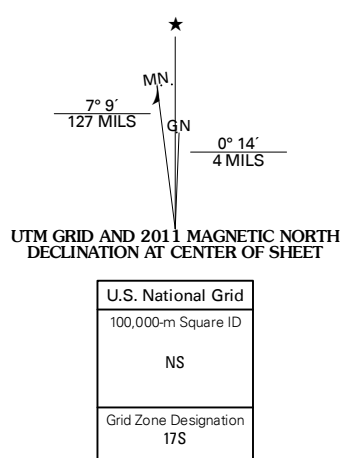 ★
M.N.
7° 9´
127 MILS
GN
0° 14´
4 MILS
UTM GRID AND 2011 MAGNETIC NORTH
DECLINATION AT CENTER OF SHEET
U.S. National Grid
100,000-m Square ID
NS
Grid Zone Designation
17S